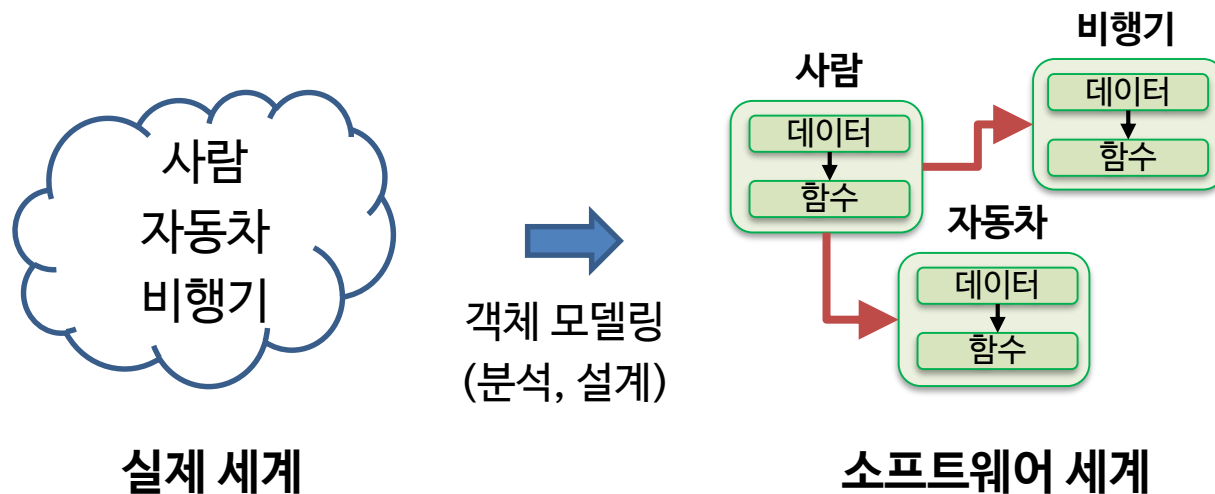 사람
자동차
비행기
실제 세계
객체 모델링
(분석, 설계)
사람
데이터
함수
비행기
데이터
함수
자동차
데이터
함수
소프트웨어 세계